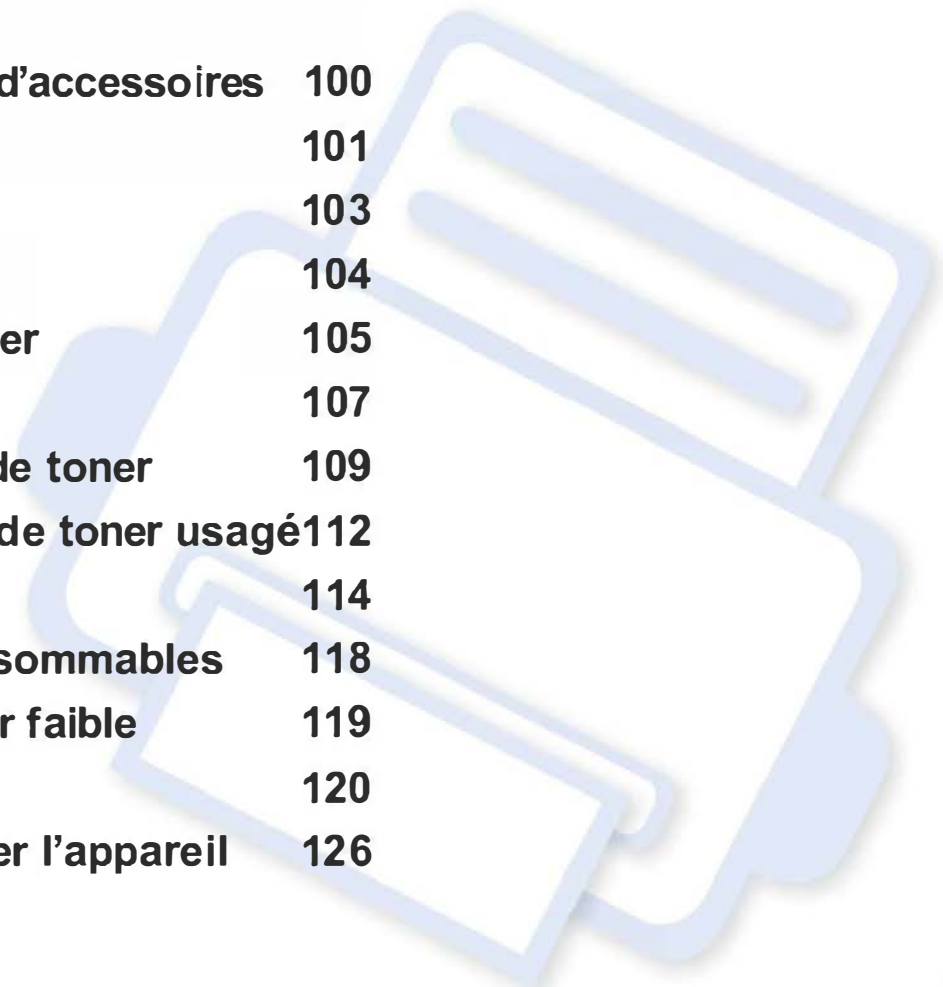 d’accessoires 100
101
103
104
er 105
107
de toner 109
de toner usagé112
114
sommables 118
r faible 119
120
er l’appareil 126